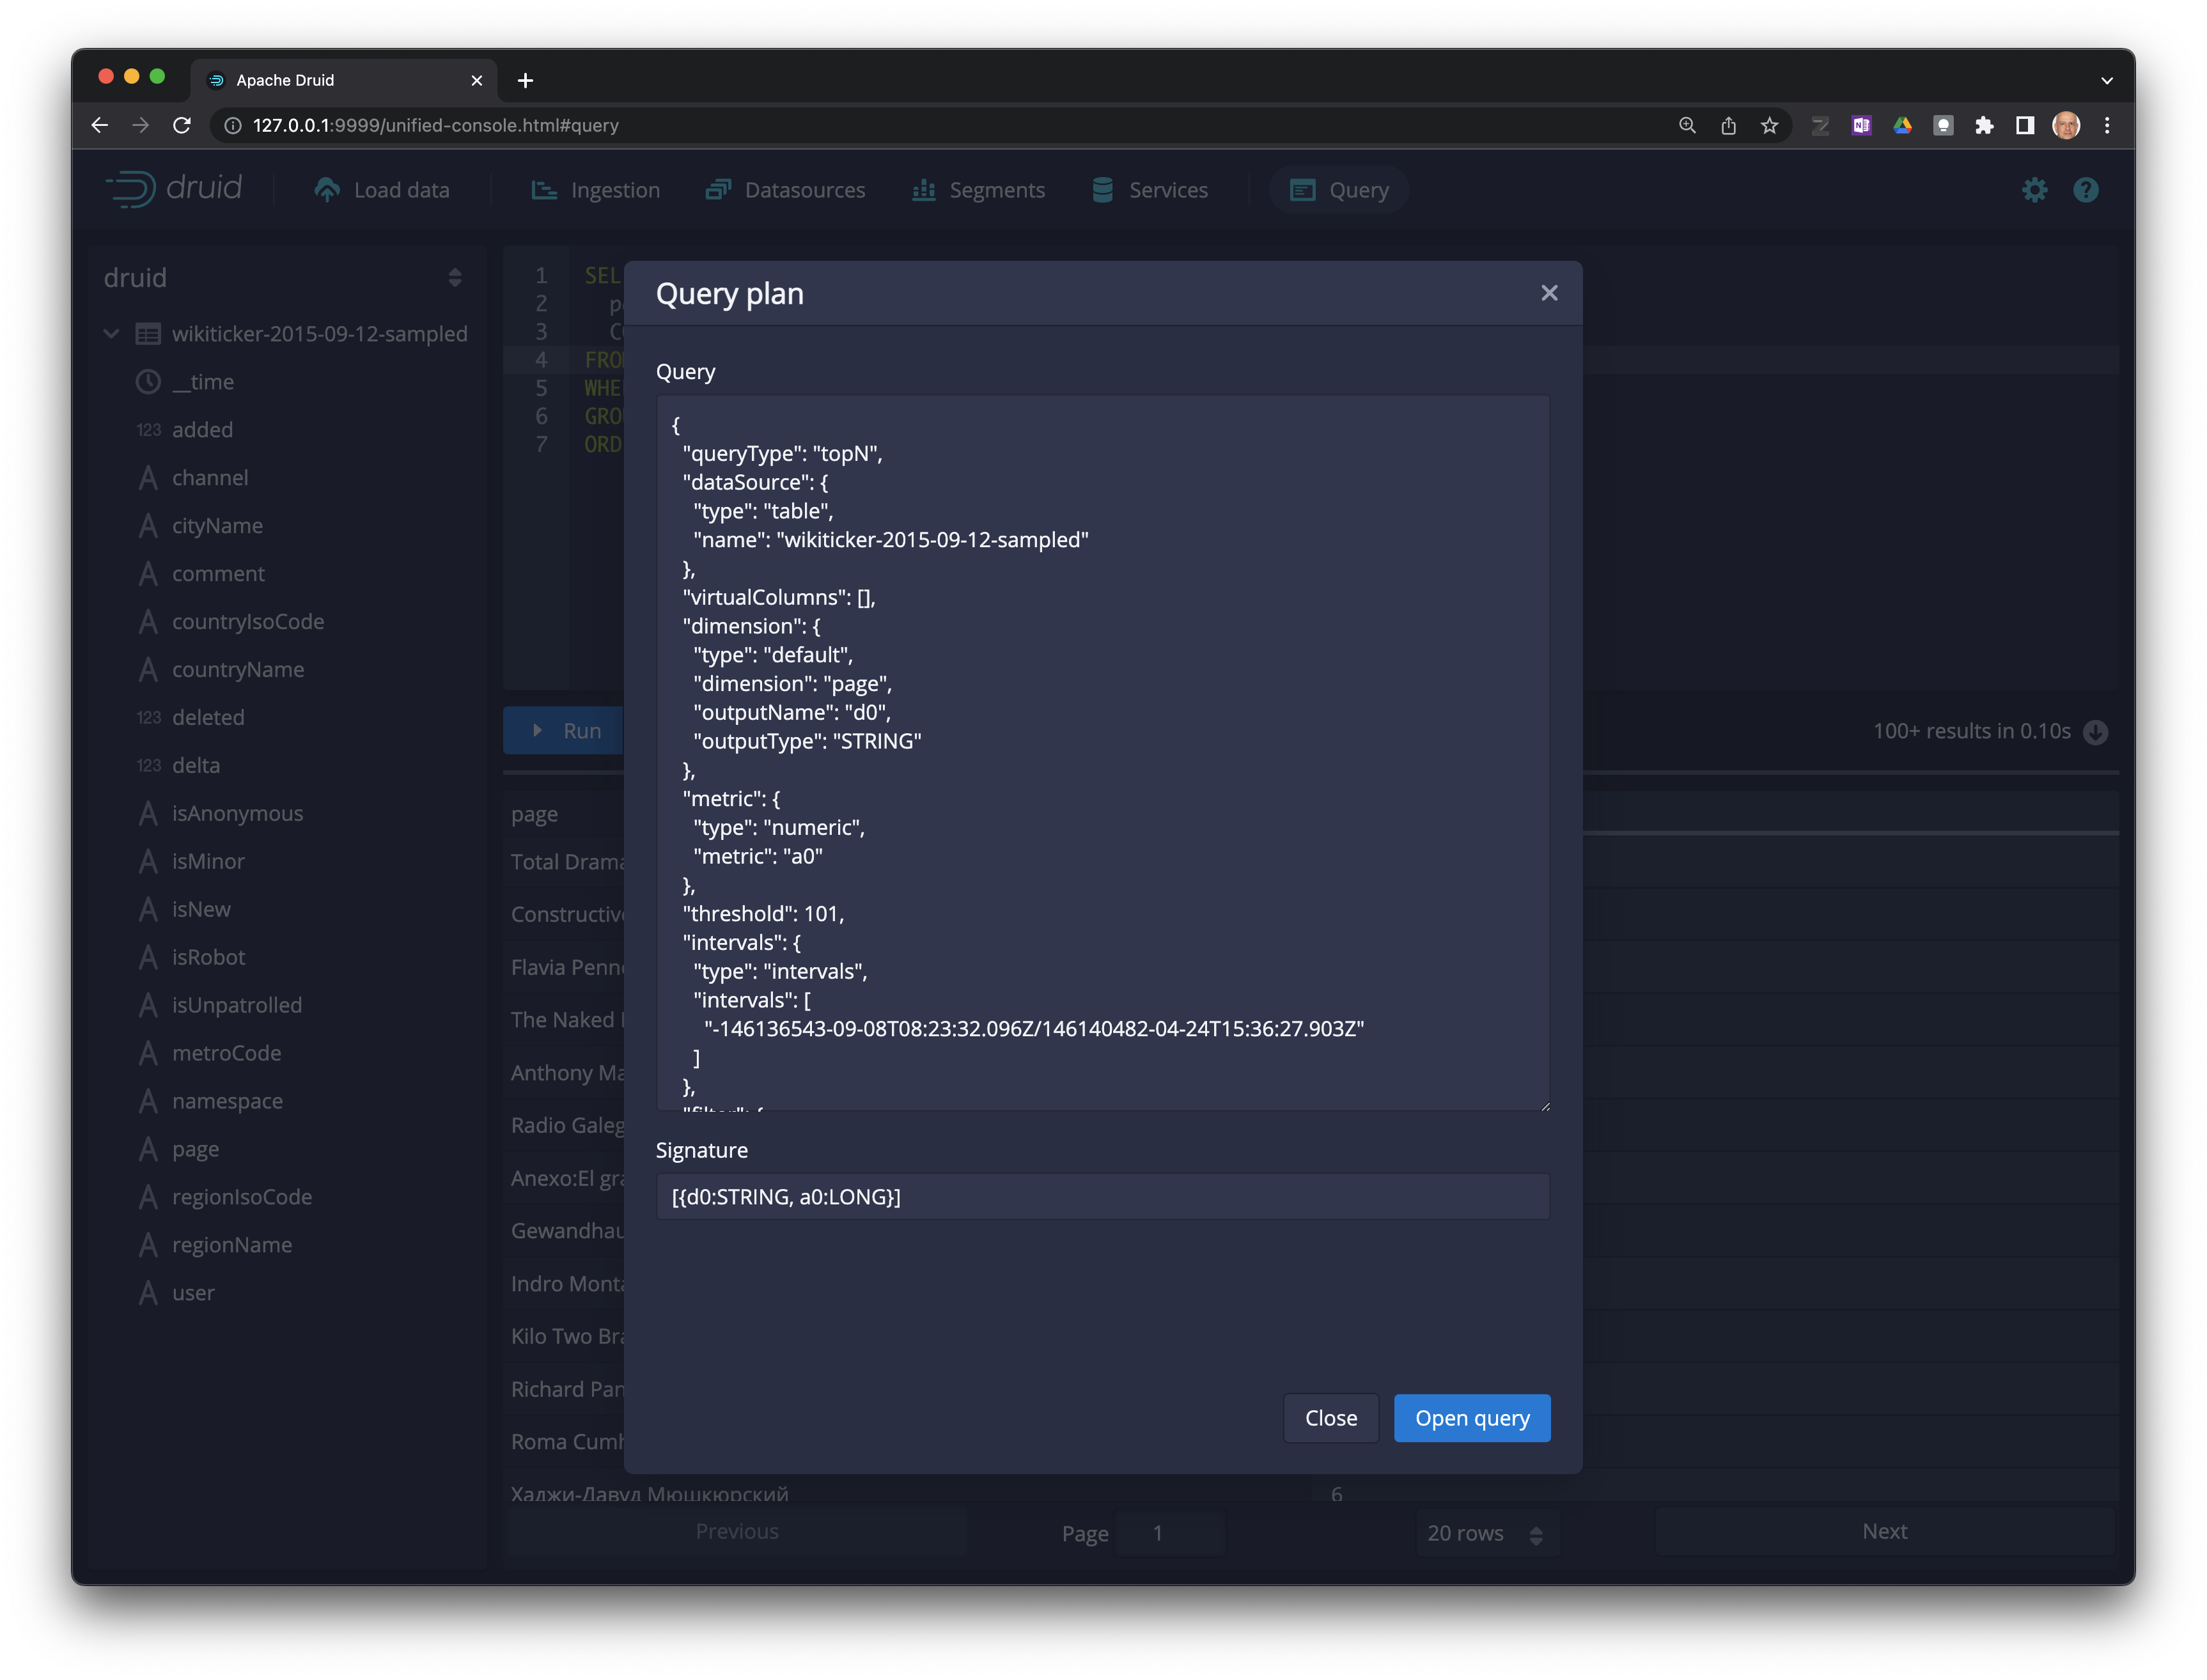 Apache Druid
127.0.0.1:9999/unified-console.html#query
druid
Load data
Ingestion
Datasources
Segments
Services
Query
druid
wikiticker-2015-09-12-sampled
__time
123 added
A channel
A cityName
A comment
A countryIsoCode
A countryName
123 deleted
123 delta
A isAnonymous
A isMinor
A isNew
A isRobot
A isUnpatrolled
A metroCode
A namespace
A page
A regionIsoCode
A regionName
A user
1 SEL
2
3
4 FRO
5 WHE
6 GRO
7 ORD
Run
100+ results in 0.10s
page
Total Drama
Constructive
Flavia Penn
The Naked
Anthony Ma
Radio Galeg
Anexo:El gra
Gewandhau
Indro Monta
Kilo Two Bra
Richard Pan
Roma Cumh
Хаджи-Давуд Мюшкюрский 6
Previous
Page 1
20 rows
Next
Query plan
Query
{
"queryType": "topN",
"dataSource": {
"type": "table",
"name": "wikiticker-2015-09-12-sampled"
},
"virtualColumns": [],
"dimension": {
"type": "default",
"dimension": "page",
"outputName": "d0",
"outputType": "STRING"
},
"metric": {
"type": "numeric",
"metric": "a0"
},
"threshold": 101,
"intervals": {
"type": "intervals",
"intervals": [
"-146136543-09-08T08:23:32.096Z/146140482-04-24T15:36:27.903Z"
]
},
"filter": {
Signature
[{d0:STRING, a0:LONG}]
Close
Open query